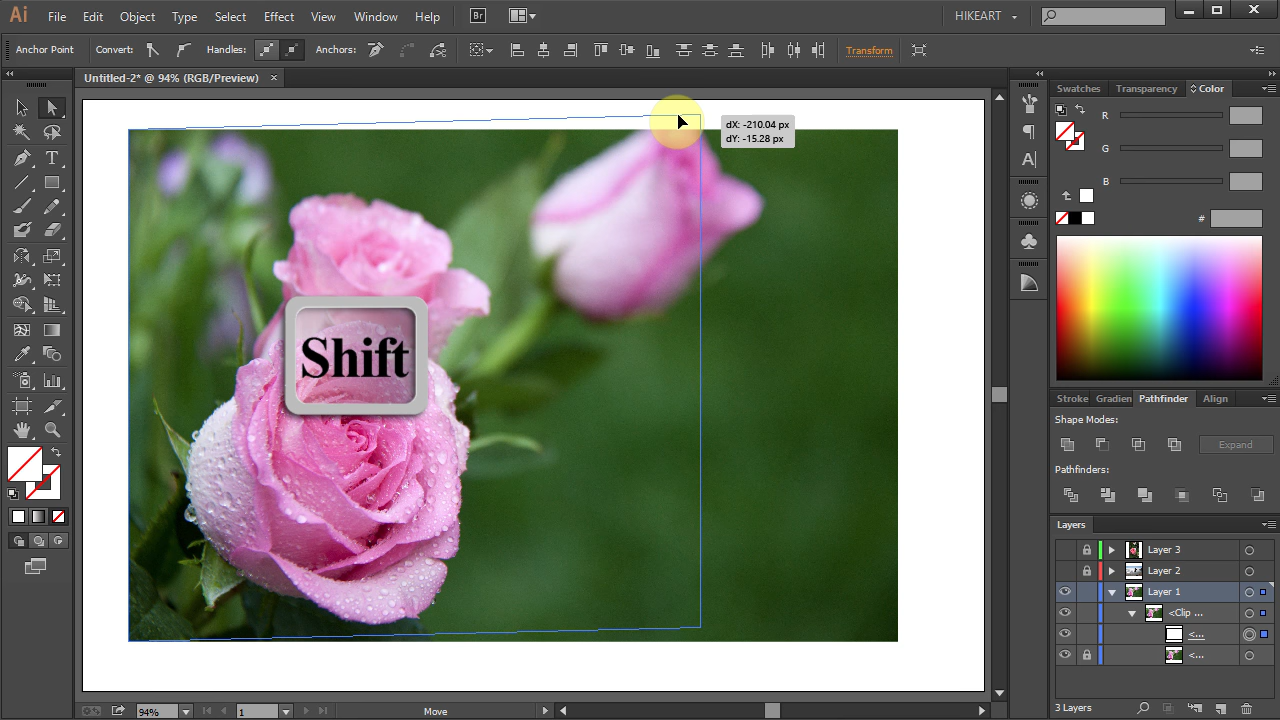 Ai File Edit Object Type Select Effect View Window Help Br HIKEART
Anchor Point Convert: Handles: Anchors: Transform
Untitled-2* @ 94% (RGB/Preview) ×
dX: -210.04 px
dY: -15.28 px
Shift
Swatches Transparency Color
R
G
B
#
Stroke Gradien Pathfinder Align
Shape Modes:
Expand
Pathfinders:
Layers
Layer 3
Layer 2
Layer 1
<Clip ...
<...
<...
3 Layers
94% 1 Move